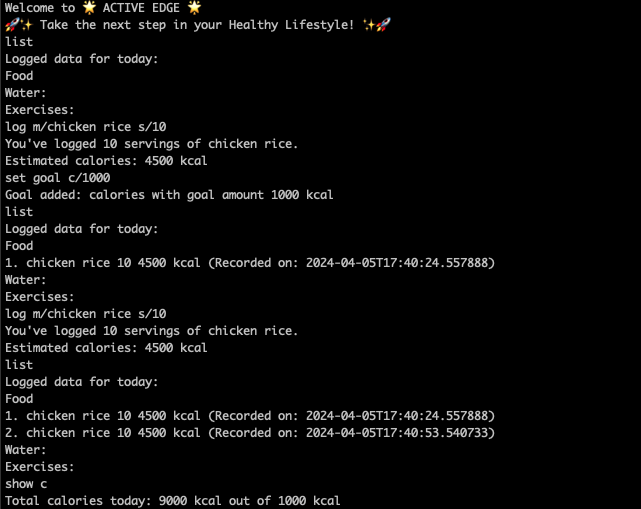 Welcome to 🌟 ACTIVE EDGE 🌟
🚀✨ Take the next step in your Healthy Lifestyle! ✨🚀
list
Logged data for today:
Food
Water:
Exercises:
log m/chicken rice s/10
You've logged 10 servings of chicken rice.
Estimated calories: 4500 kcal
set goal c/1000
Goal added: calories with goal amount 1000 kcal
list
Logged data for today:
Food
1. chicken rice 10 4500 kcal (Recorded on: 2024-04-05T17:40:24.557888)
Water:
Exercises:
log m/chicken rice s/10
You've logged 10 servings of chicken rice.
Estimated calories: 4500 kcal
list
Logged data for today:
Food
1. chicken rice 10 4500 kcal (Recorded on: 2024-04-05T17:40:24.557888)
2. chicken rice 10 4500 kcal (Recorded on: 2024-04-05T17:40:53.540733)
Water:
Exercises:
show c
Total calories today: 9000 kcal out of 1000 kcal